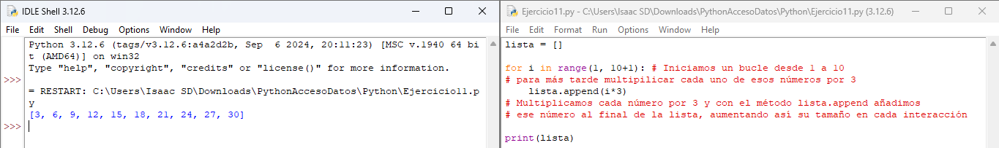 IDLE Shell 3.12.6
File Edit Shell Debug Options Window Help
Python 3.12.6 (tags/v3.12.6:a4a2d2b, Sep  6 2024, 20:11:23) [MSC v.1940 64 bi
t (AMD64)] on win32
Type "help", "copyright", "credits" or "license()" for more information.
>>>
= RESTART: C:\Users\Isaac SD\Downloads\PythonAccesoDatos\Python\Ejercicio11.p
y
[3, 6, 9, 12, 15, 18, 21, 24, 27, 30]
>>>
Ejercicio11.py - C:\Users\Isaac SD\Downloads\PythonAccesoDatos\Python\Ejercicio11.py (3.12.6)
File Edit Format Run Options Window Help
lista = []
for i in range(1, 10+1): # Iniciamos un bucle desde 1 a 10
# para más tarde multipilicar cada uno de esos números por 3
    lista.append(i*3)
# Multiplicamos cada número por 3 y con el método lista.append añadimos
# ese número al final de la lista, aumentando así su tamaño en cada interacción
print(lista)